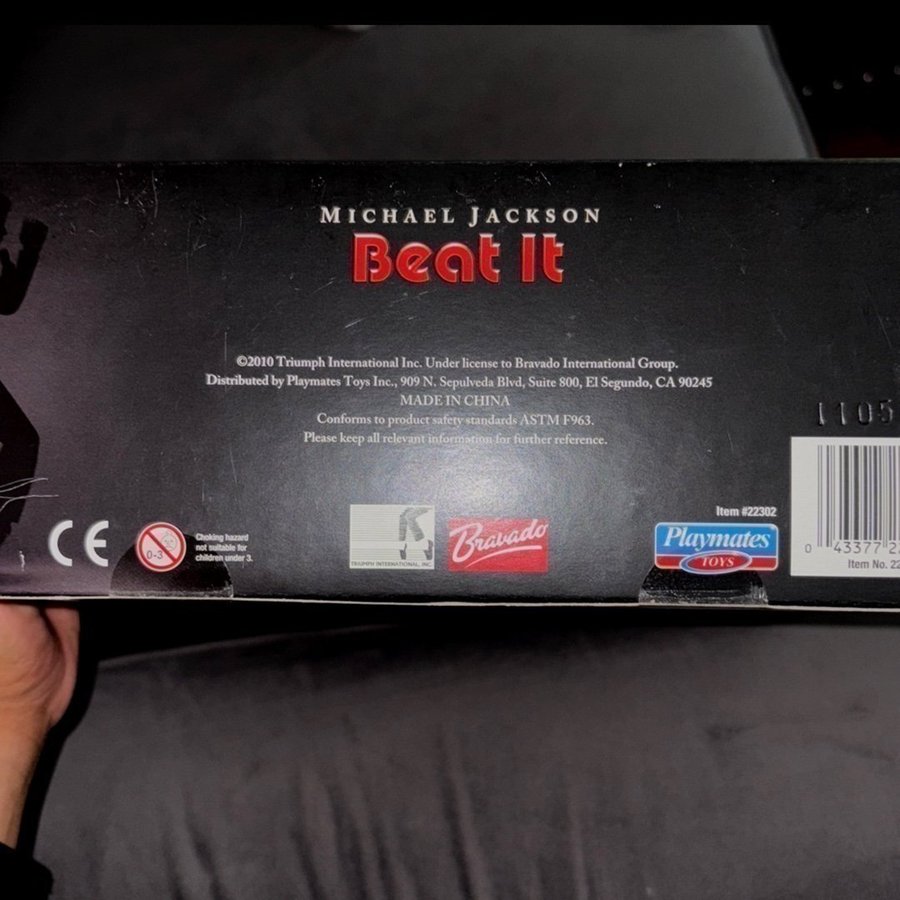 MICHAEL JACKSON
Beat It
©2010 Triumph International Inc. Under license to Bravado International Group.
Distributed by Playmates Toys Inc., 909 N. Sepulveda Blvd, Suite 800, El Segundo, CA 90245
MADE IN CHINA
Conforms to product safety standards ASTM F963.
Please keep all relevant information for further reference.
1105
CE
0-3
Choking hazard
not suitable for
children under 3.
TRIUMPH INTERNATIONAL, INC
Bravado
Item #22302
Playmates
TOYS
0 43377 2
Item No. 22